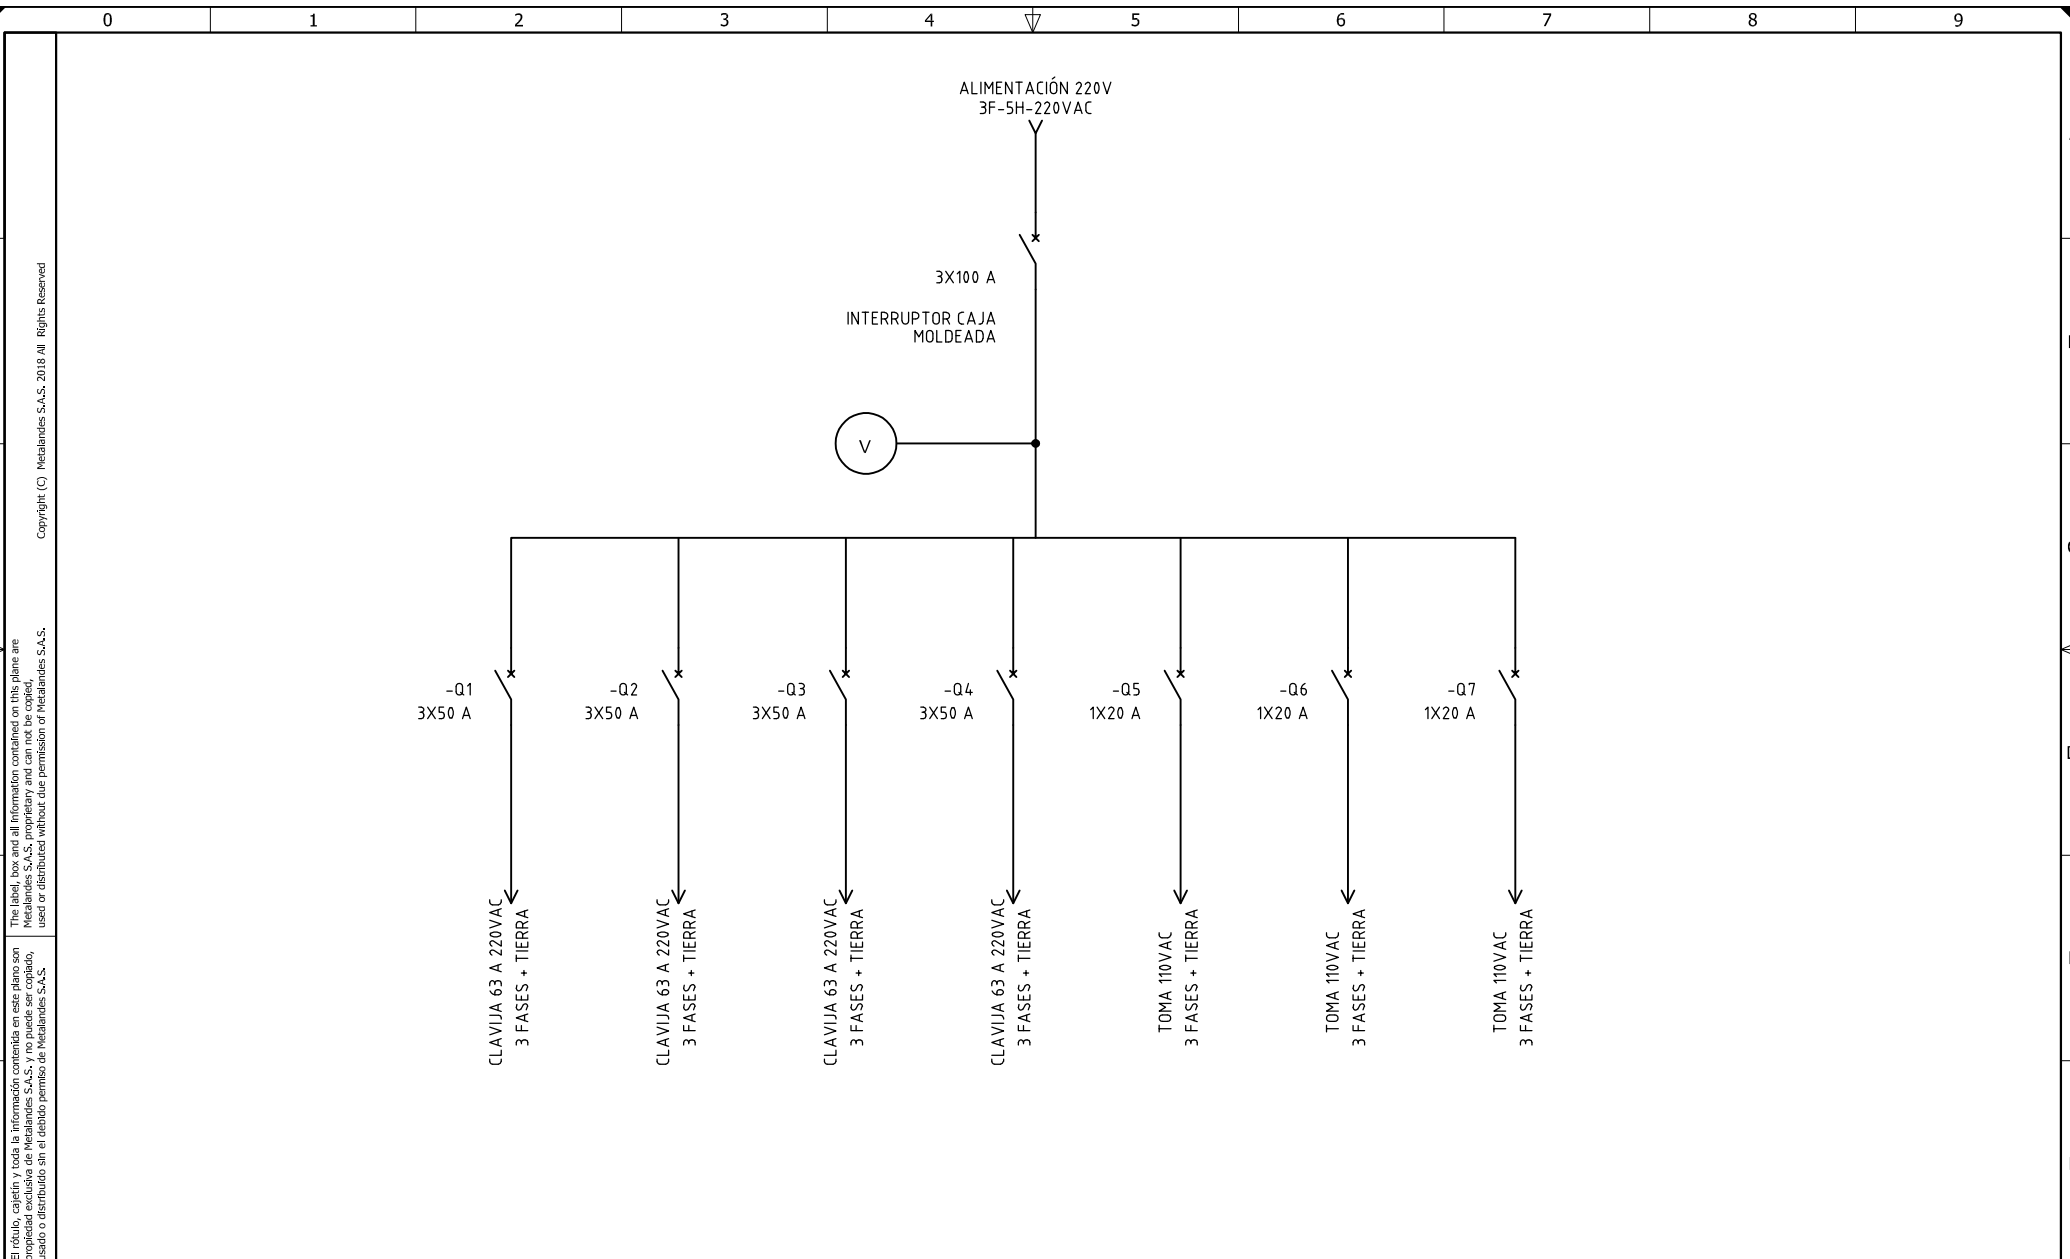 0 1 2 3 4 5 6 7 8 9
ALIMENTACIÓN 220V
3F-5H-220VAC
3X100 A
INTERRUPTOR CAJA
MOLDEADA
V
-Q1
3X50 A
-Q2
3X50 A
-Q3
3X50 A
-Q4
3X50 A
-Q5
1X20 A
-Q6
1X20 A
-Q7
1X20 A
CLAVIJA 63 A 220VAC
3 FASES + TIERRA
CLAVIJA 63 A 220VAC
3 FASES + TIERRA
CLAVIJA 63 A 220VAC
3 FASES + TIERRA
CLAVIJA 63 A 220VAC
3 FASES + TIERRA
TOMA 110VAC
3 FASES + TIERRA
TOMA 110VAC
3 FASES + TIERRA
TOMA 110VAC
3 FASES + TIERRA
Copyright (C) Metalandes S.A.S. 2018 All Rights Reserved
The label, box and all information contained on this plane are
Metalandes S.A.S. proprietary and can not be copied,
used or distributed without due permission of Metalandes S.A.S.
El rótulo, cajetín y toda la información contenida en este plano son
propiedad exclusiva de Metalandes S.A.S. y no puede ser copiado,
usado o distribuido sin el debido permiso de Metalandes S.A.S.